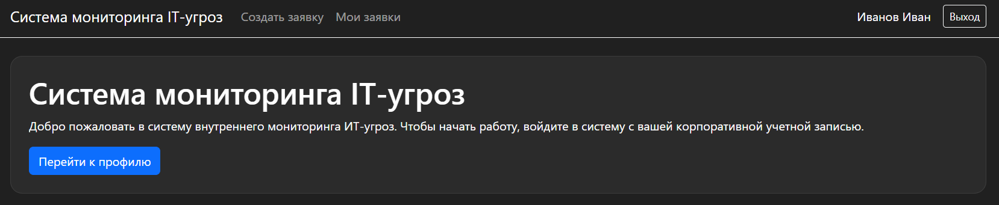 Система мониторинга IT-угроз Создать заявку Мои заявки Иванов Иван Выход
Система мониторинга IT-угроз
Добро пожаловать в систему внутреннего мониторинга ИТ-угроз. Чтобы начать работу, войдите в систему с вашей корпоративной учетной записью.
Перейти к профилю